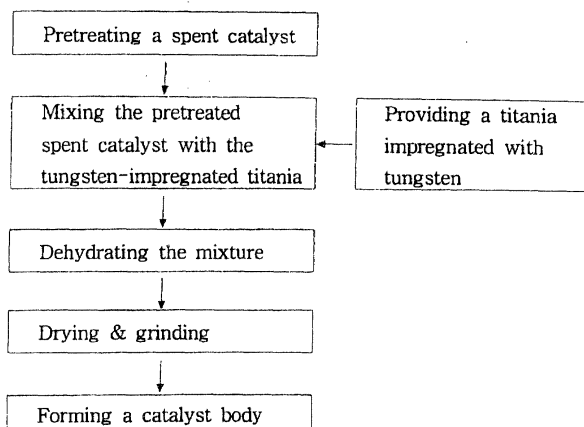 Pretreating a spent catalyst
Mixing the pretreated
spent catalyst with the
tungsten-impregnated titania
Providing a titania
impregnated with
tungsten
Dehydrating the mixture
Drying & grinding
Forming a catalyst body